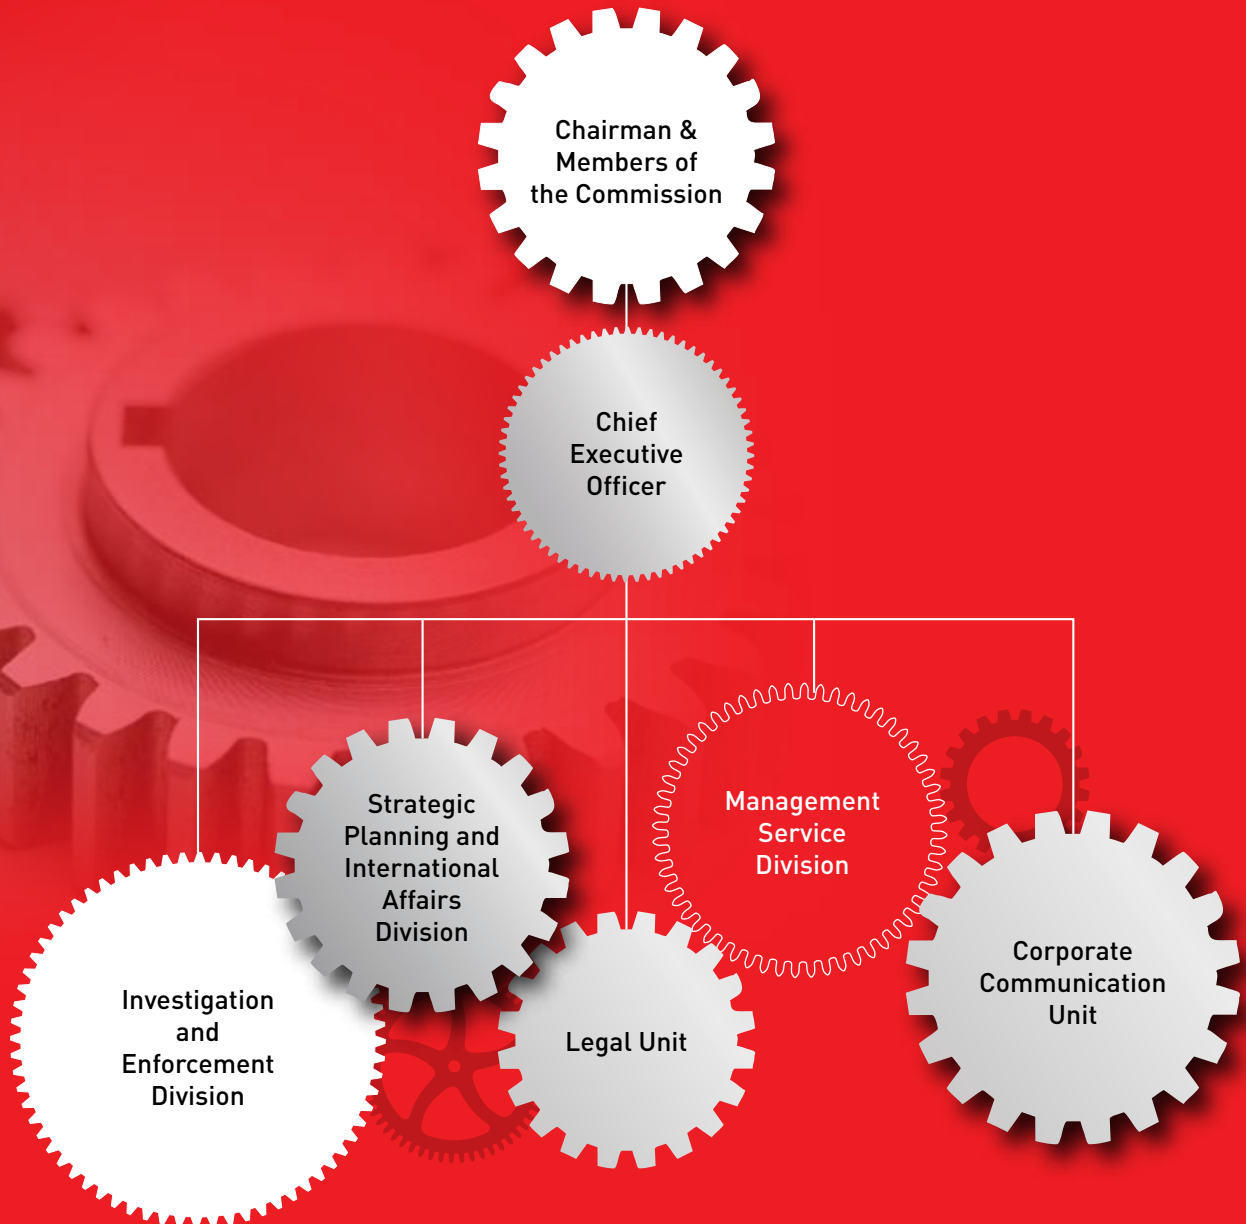 Chairman &
Members of
the Commission
Chief
Executive
Officer
Strategic
Planning and
International
Affairs
Division
Management
Service
Division
Investigation
and
Enforcement
Division
Legal Unit
Corporate
Communication
Unit